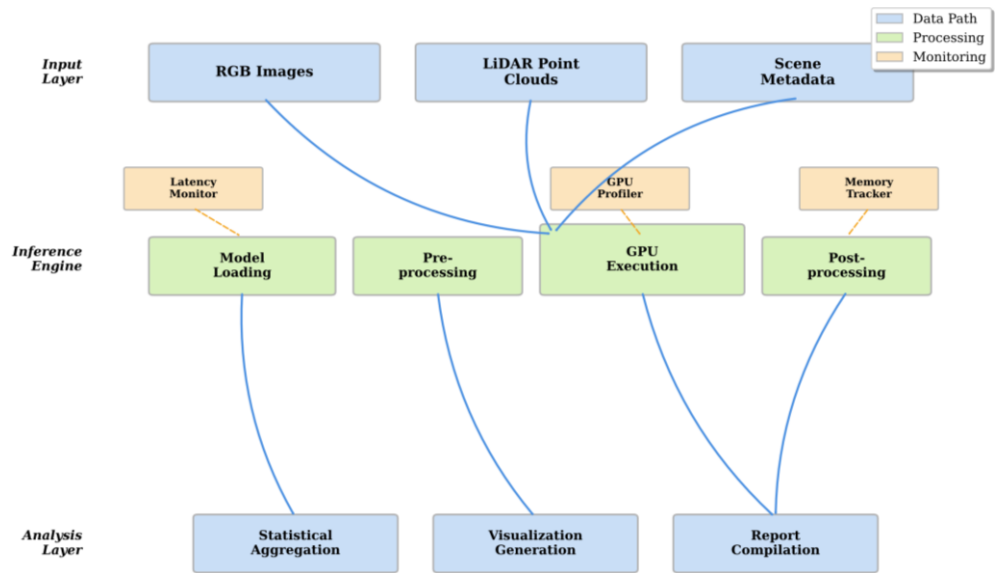 Data Path
Processing
Monitoring
Input
Layer
RGB Images
LiDAR Point
Clouds
Scene
Metadata
Latency
Monitor
GPU
Profiler
Memory
Tracker
Inference
Engine
Model
Loading
Pre-
processing
GPU
Execution
Post-
processing
Analysis
Layer
Statistical
Aggregation
Visualization
Generation
Report
Compilation